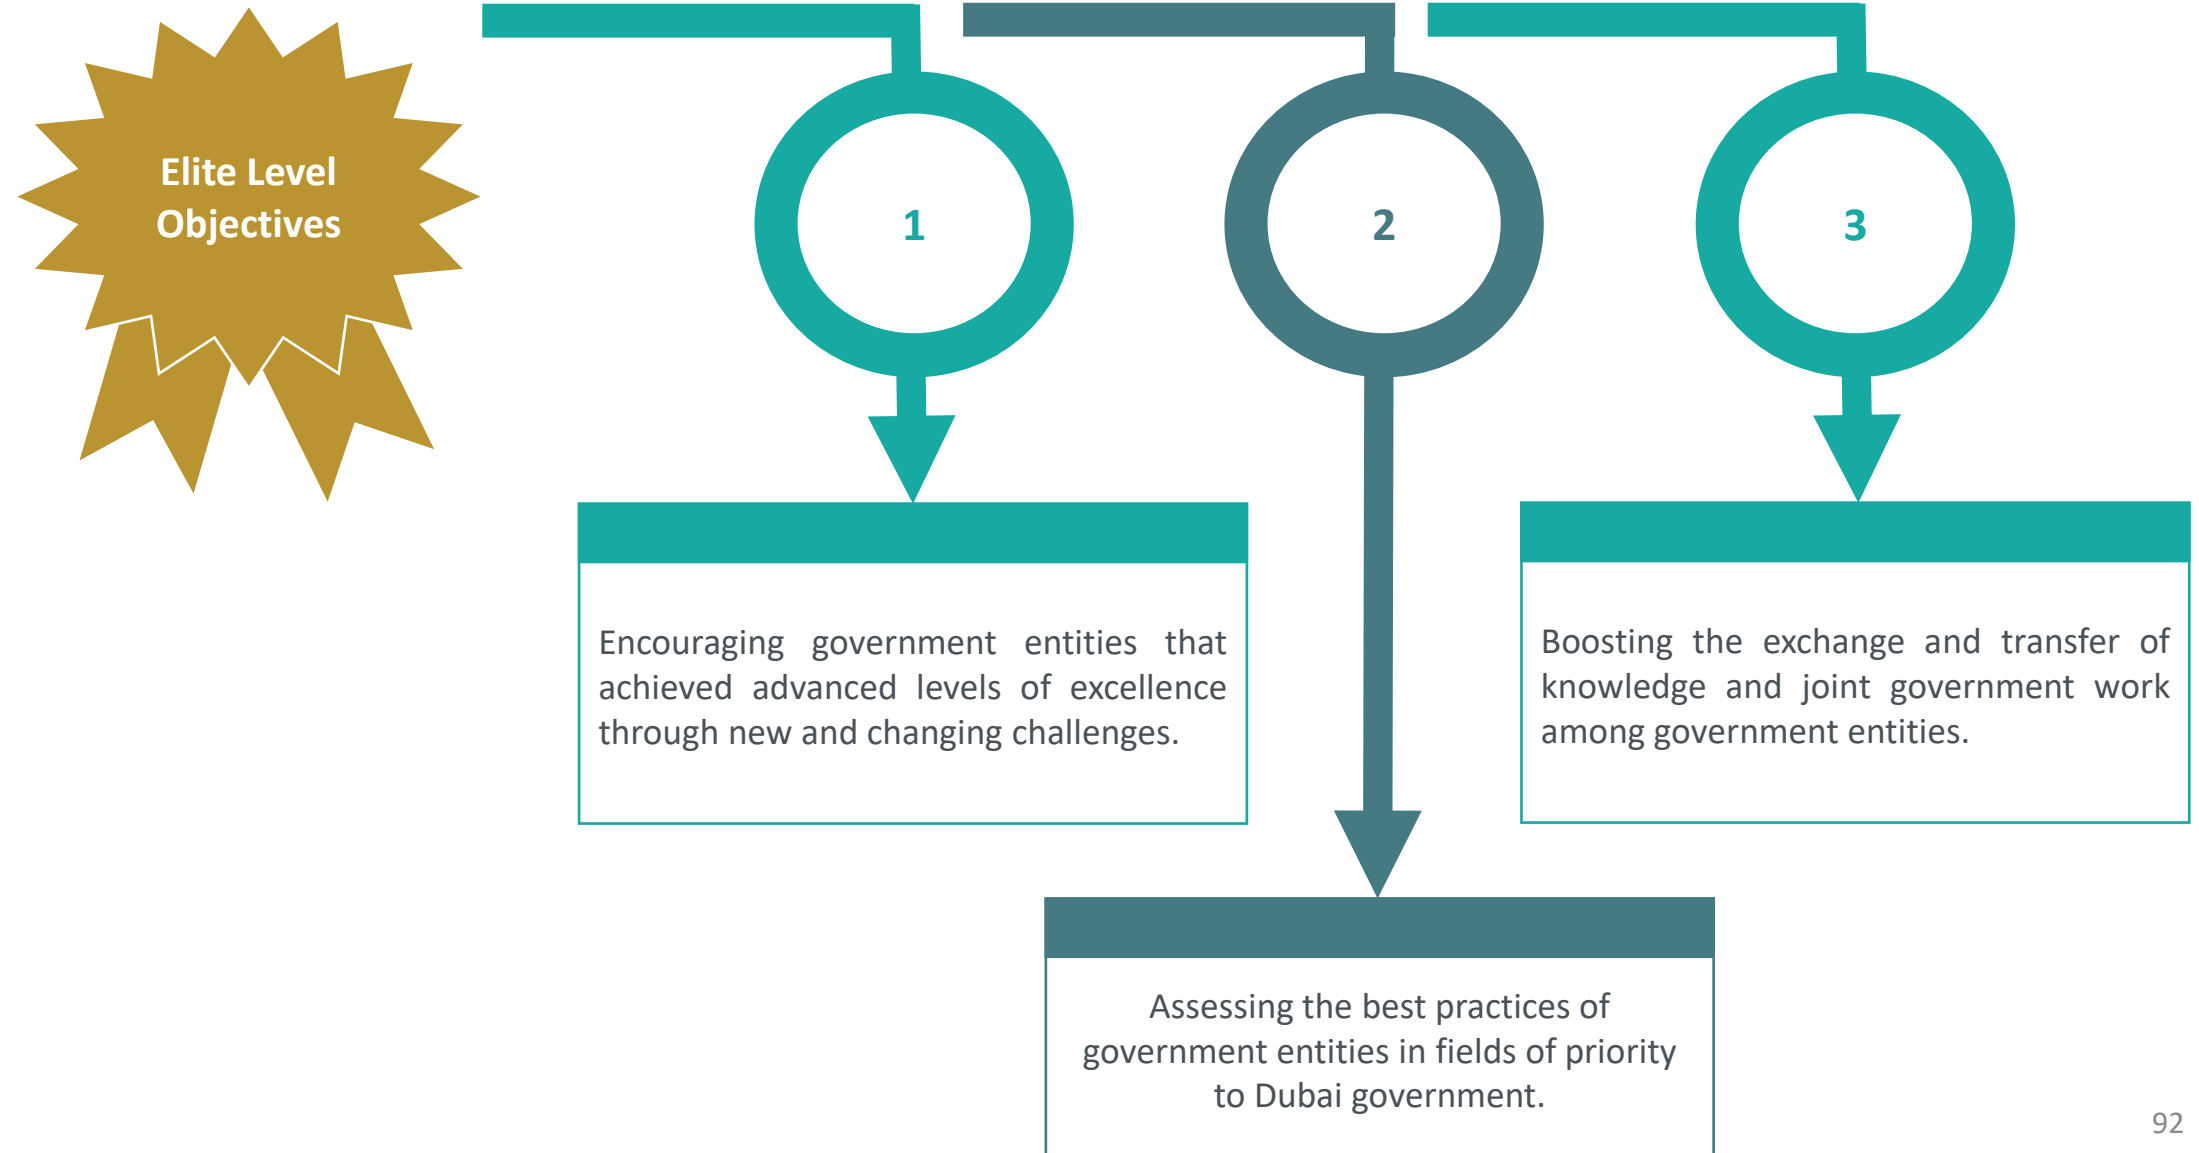 Elite Level
Objectives
1
2
3
Encouraging government entities that
achieved advanced levels of excellence
through new and changing challenges.
Boosting the exchange and transfer of
knowledge and joint government work
among government entities.
Assessing the best practices of
government entities in fields of priority
to Dubai government.
92